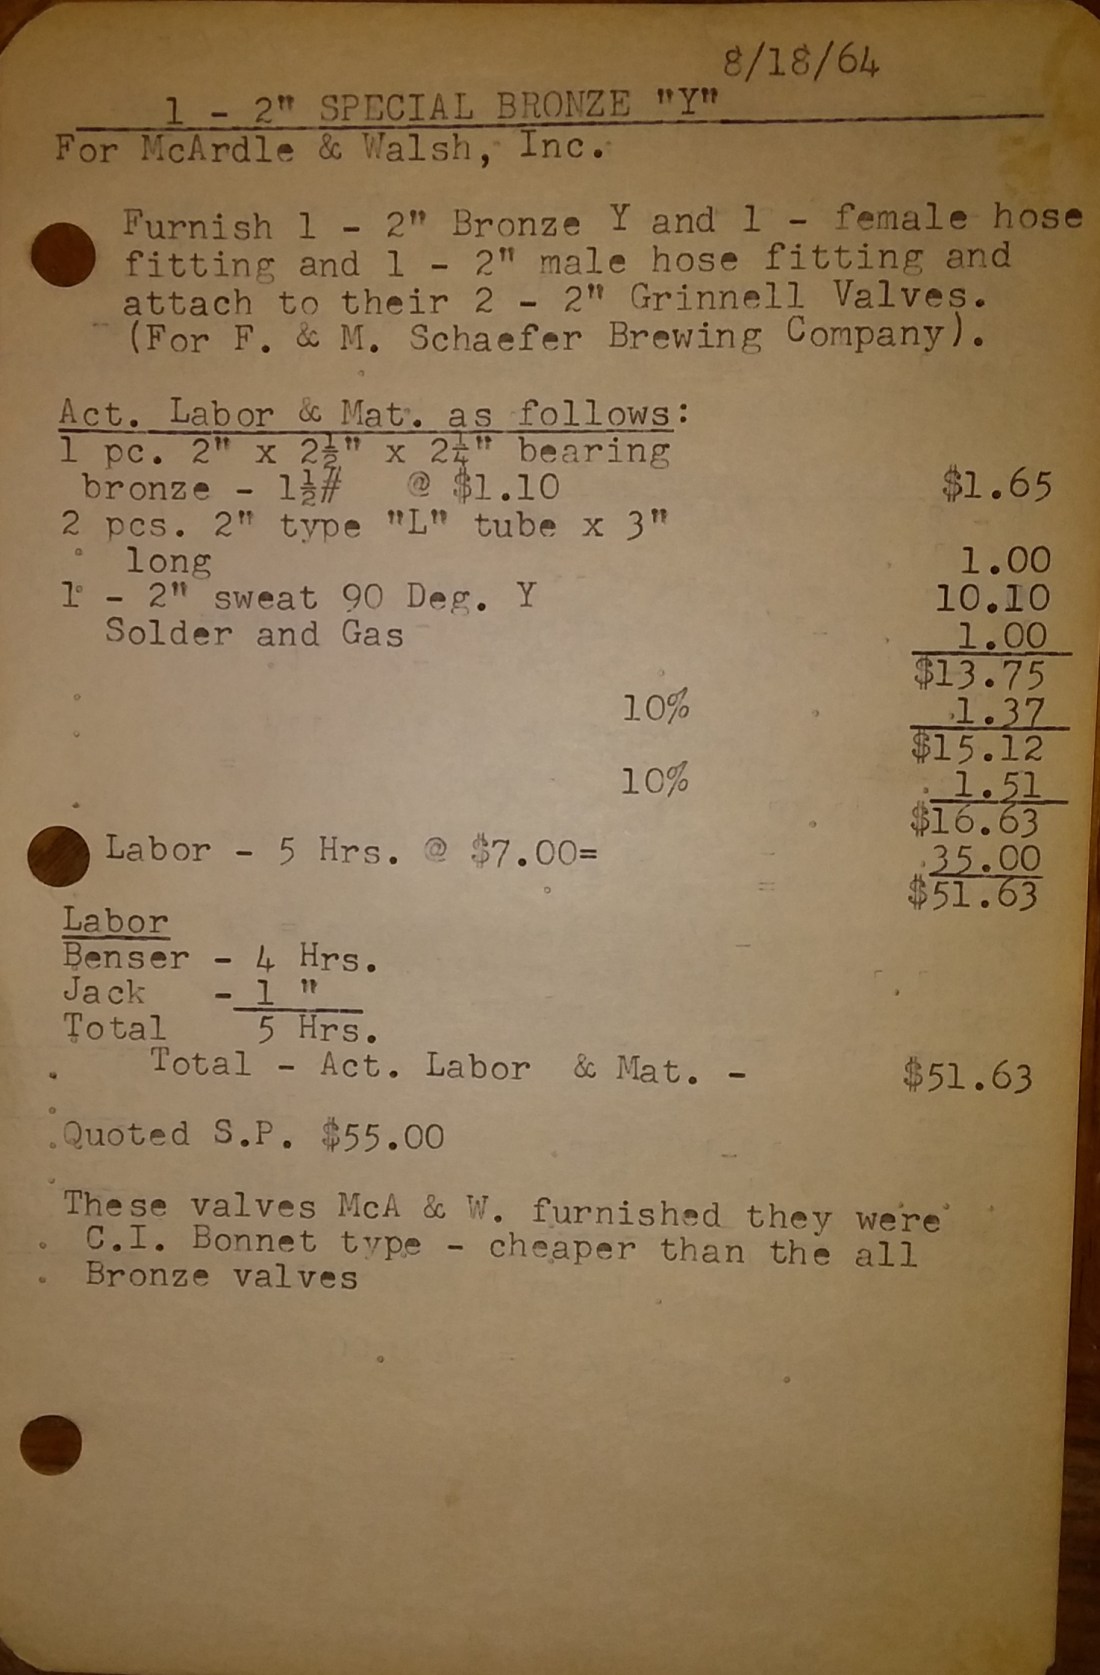 8/18/64
1 - 2" SPECIAL BRONZE "Y"
For McArdle & Walsh, Inc.
Furnish 1 - 2" Bronze Y and 1 - female hose
fitting and 1 - 2" male hose fitting and
attach to their 2 - 2" Grinnell Valves.
(For F. & M. Schaefer Brewing Company).
Act. Labor & Mat. as follows:
1 pc. 2" x 2½" x 2¼" bearing
bronze - 1½# @ $1.10 $1.65
2 pcs. 2" type "L" tube x 3"
long 1.00
1 - 2" sweat 90 Deg. Y 10.10
Solder and Gas 1.00
$13.75
10% 1.37
$15.12
10% 1.51
$16.63
Labor - 5 Hrs. @ $7.00= 35.00
$51.63
Labor
Benser - 4 Hrs.
Jack - 1 "
Total 5 Hrs.
Total - Act. Labor & Mat. - $51.63
Quoted S.P. $55.00
These valves McA & W. furnished they were
C.I. Bonnet type - cheaper than the all
Bronze valves